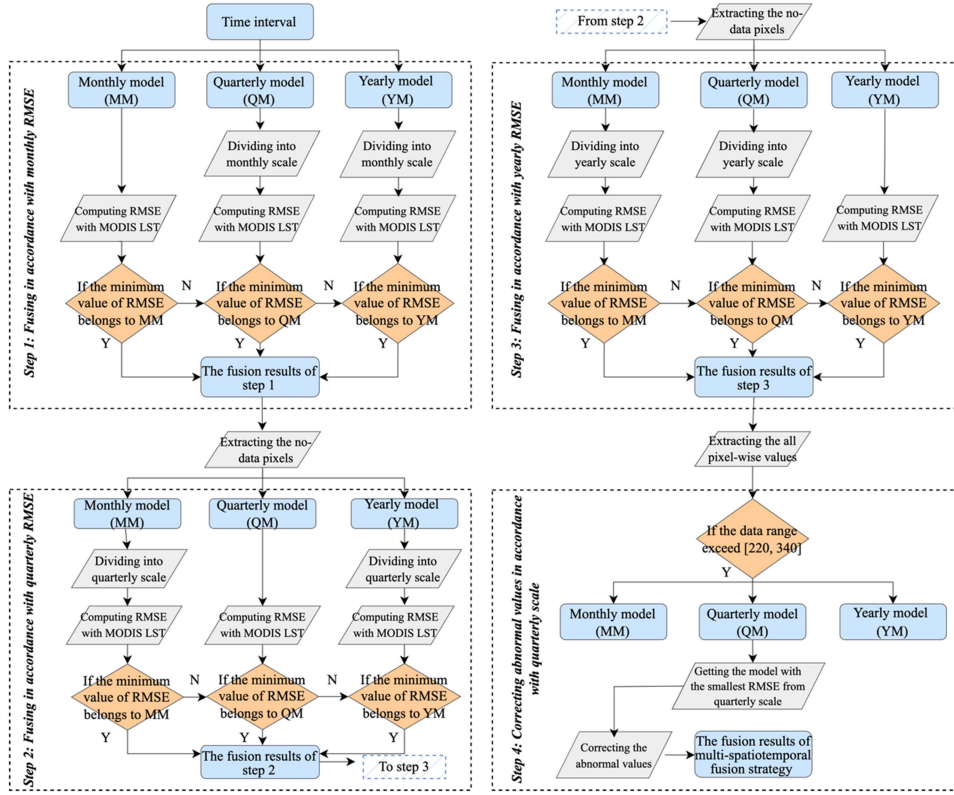 Time interval
Step 1: Fusing in accordance with monthly RMSE
Monthly model
(MM)
Quarterly model
(QM)
Yearly model
(YM)
Dividing into
monthly scale
Dividing into
monthly scale
Computing RMSE
with MODIS LST
Computing RMSE
with MODIS LST
Computing RMSE
with MODIS LST
If the minimum
value of RMSE
belongs to MM
N
If the minimum
value of RMSE
belongs to QM
N
If the minimum
value of RMSE
belongs to YM
Y
Y
Y
The fusion results of
step 1
Extracting the no-
data pixels
Step 2: Fusing in accordance with quarterly RMSE
Monthly model
(MM)
Quarterly model
(QM)
Yearly model
(YM)
Dividing into
quarterly scale
Dividing into
quarterly scale
Computing RMSE
with MODIS LST
Computing RMSE
with MODIS LST
Computing RMSE
with MODIS LST
If the minimum
value of RMSE
belongs to MM
N
If the minimum
value of RMSE
belongs to QM
N
If the minimum
value of RMSE
belongs to YM
Y
Y
Y
The fusion results of
step 2
To step 3
From step 2
Extracting the no-
data pixels
Step 3: Fusing in accordance with yearly RMSE
Monthly model
(MM)
Quarterly model
(QM)
Yearly model
(YM)
Dividing into
yearly scale
Dividing into
yearly scale
Computing RMSE
with MODIS LST
Computing RMSE
with MODIS LST
Computing RMSE
with MODIS LST
If the minimum
value of RMSE
belongs to MM
N
If the minimum
value of RMSE
belongs to QM
N
If the minimum
value of RMSE
belongs to YM
Y
Y
Y
The fusion results of
step 3
Extracting the all
pixel-wise values
Step 4: Correcting abnormal values in accordance
with quarterly scale
If the data range
exceed [220, 340]
Y
Monthly model
(MM)
Quarterly model
(QM)
Yearly model
(YM)
Getting the model with
the smallest RMSE from
quarterly scale
Correcting the
abnormal values
The fusion results of
multi-spatiotemporal
fusion strategy